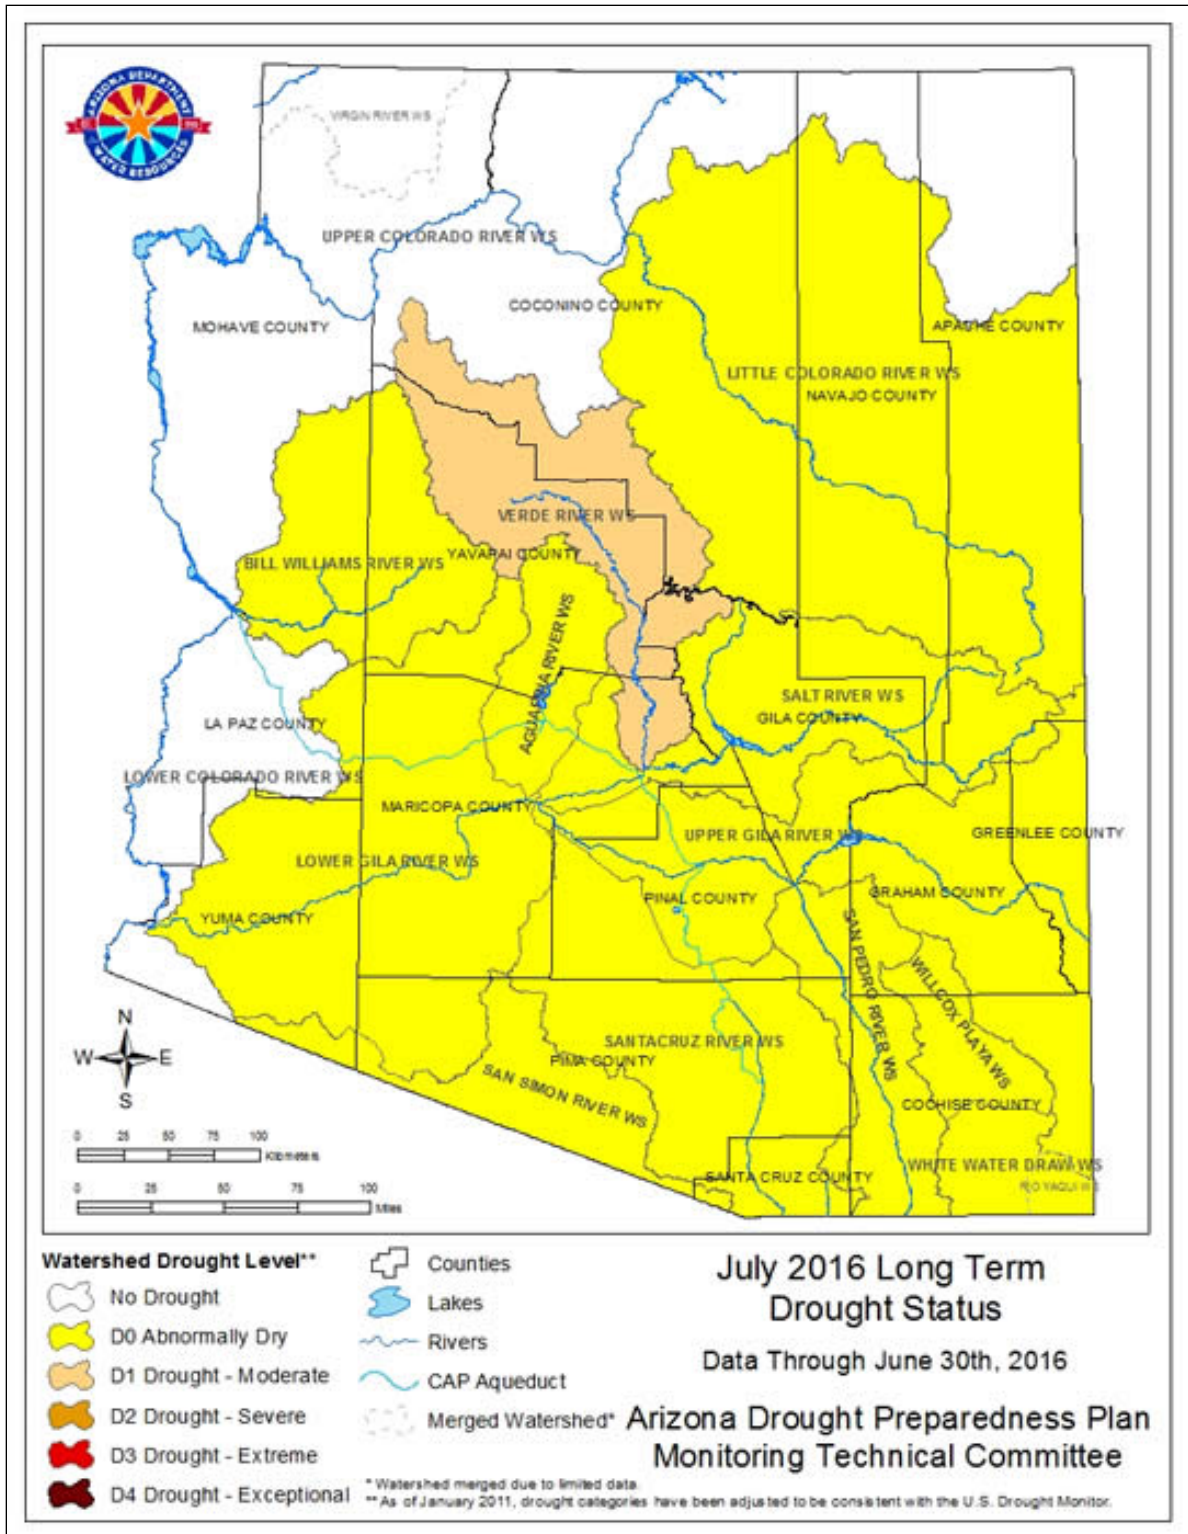 ARIZONA DEPARTMENT
OF WATER RESOURCES
VIRGIN RIVER WS
UPPER COLORADO RIVER WS
COCONINO COUNTY
MOHAVE COUNTY
APACHE COUNTY
LITTLE COLORADO RIVER WS
NAVAJO COUNTY
VERDE RIVER WS
YAVAPAI COUNTY
BILL WILLIAMS RIVER WS
AGUA FRIA RIVER WS
SALT RIVER WS
GILA COUNTY
LA PAZ COUNTY
LOWER COLORADO RIVER WS
MARICOPA COUNTY
UPPER GILA RIVER WS
GREENLEE COUNTY
LOWER GILA RIVER WS
GRAHAM COUNTY
PINAL COUNTY
YUMA COUNTY
SAN PEDRO RIVER WS
WILLCOX PLAYA WS
SANTACRUZ RIVER WS
PIMA COUNTY
SAN SIMON RIVER WS
COCHISE COUNTY
WHITE WATER DRAW WS
SANTA CRUZ COUNTY
RIO YAQUI WS
N
W E
S
0 25 50 75 100
Kilometers
0 25 50 75 100
Miles
Watershed Drought Level**
No Drought
D0 Abnormally Dry
D1 Drought - Moderate
D2 Drought - Severe
D3 Drought - Extreme
D4 Drought - Exceptional
Counties
Lakes
Rivers
CAP Aqueduct
Merged Watershed*
July 2016 Long Term
Drought Status
Data Through June 30th, 2016
Arizona Drought Preparedness Plan
Monitoring Technical Committee
* Watershed merged due to limited data.
** As of January 2011, drought categories have been adjusted to be consistent with the U.S. Drought Monitor.